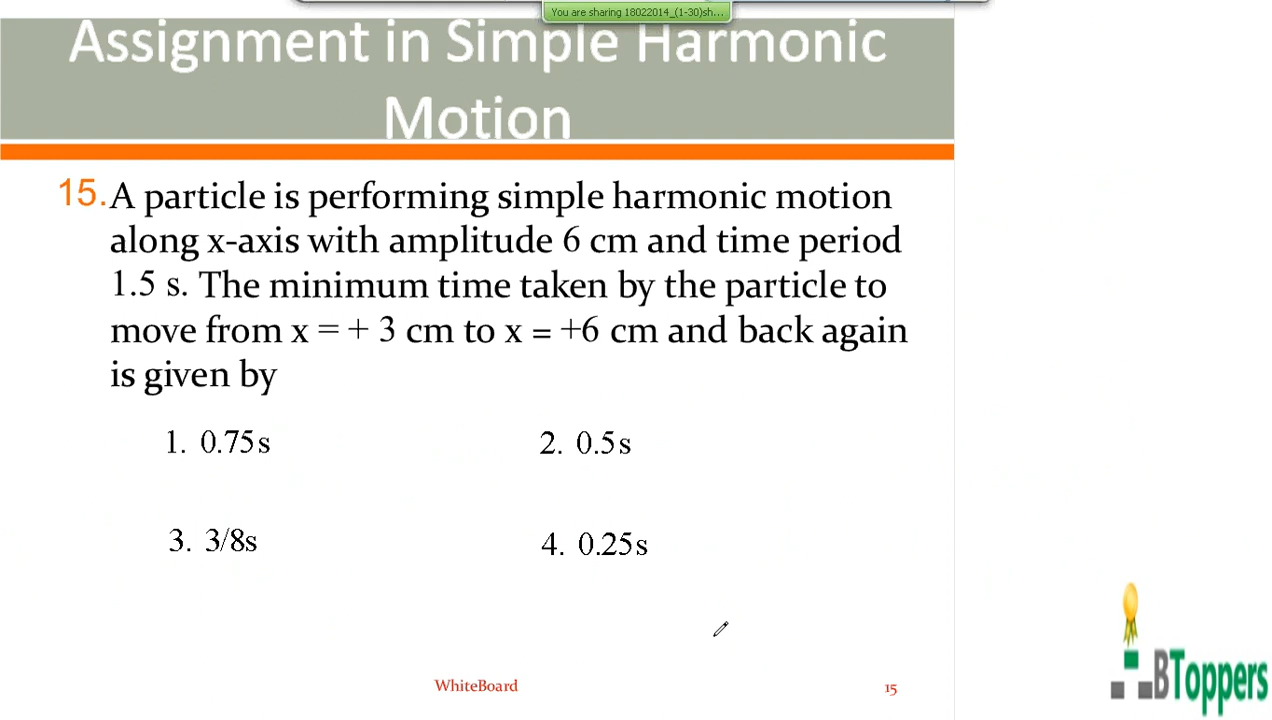 You are sharing 18022014_(1-30)sh...
Assignment in Simple Harmonic
Motion
15. A particle is performing simple harmonic motion
along x-axis with amplitude 6 cm and time period
1.5 s. The minimum time taken by the particle to
move from x = + 3 cm to x = +6 cm and back again
is given by
1. 0.75s 2. 0.5s
3. 3/8s 4. 0.25s
WhiteBoard 15
BToppers